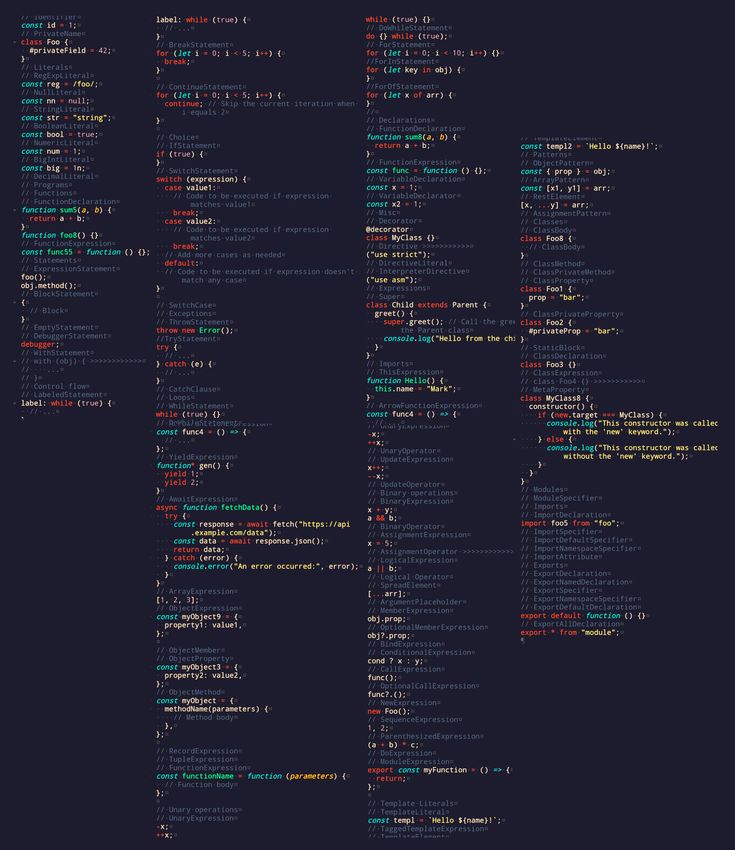 // Identifier
const id = 1;
// PrivateName
class Foo {
#privateField = 42;
}
// Literals
// RegExpLiteral
const reg = /foo/;
// NullLiteral
const nn = null;
// StringLiteral
const str = "string";
// BooleanLiteral
const bool = true;
// NumericLiteral
const num = 1;
// BigIntLiteral
const big = 1n;
// DecimalLiteral
// Programs
// Functions
// FunctionDeclaration
function sum5(a, b) {
return a + b;
}
function foo8() {}
// FunctionExpression
const func55 = function () {};
// Statements
// ExpressionStatement
foo();
obj.method();
// BlockStatement
{
// Block
}
// EmptyStatement
// DebuggerStatement
debugger;
// WithStatement
// with (obj) {>>>>>>>>>>>>>
// ...
// }
// Control flow
// LabeledStatement
label: while (true) {
// ...
label: while (true) {
// ...
}
// BreakStatement
for (let i = 0; i < 5; i++) {
break;
}
// ContinueStatement
for (let i = 0; i < 5; i++) {
continue; // Skip the current iteration when
i equals 2
}
// Choice
// IfStatement
if (true) {
}
// SwitchStatement
switch (expression) {
case value1:
// Code to be executed if expression
matches value1
break;
case value2:
// Code to be executed if expression
matches value2
break;
// Add more cases as needed
default:
// Code to be executed if expression doesn't
match any case
}
// SwitchCase
// Exceptions
// ThrowStatement
throw new Error();
//TryStatement
try {
// ...
} catch (e) {
// ...
}
// CatchClause
// Loops
// WhileStatement
while (true) {}
const func4 = () => {
// ...
};
// YieldExpression
function* gen() {
yield 1;
yield 2;
}
// AwaitExpression
async function fetchData() {
try {
const response = await fetch("https://api
.example.com/data");
const data = await response.json();
return data;
} catch (error) {
console.error("An error occurred:", error);
}
}
// ArrayExpression
[1, 2, 3];
// ObjectExpression
const myObject9 = {
property1: value1,
};
// ObjectMember
// ObjectProperty
const myObject3 = {
property2: value2,
};
// ObjectMethod
const myObject = {
methodName(parameters) {
// Method body
},
};
// RecordExpression
// TupleExpression
// FunctionExpression
const functionName = function (parameters) {
// Function body
};
// Unary operations
// UnaryExpression
-x;
++x;
while (true) {}
// DoWhileStatement
do {} while (true);
// ForStatement
for (let i = 0; i < 10; i++) {}
//ForInStatement
for (let key in obj) {
}
//ForOfStatement
for (let x of arr) {
}
//
// Declarations
// FunctionDeclaration
function sum8(a, b) {
return a + b;
}
// FunctionExpression
const func = function () {};
// VariableDeclaration
const x = 1;
// VariableDeclarator
const x2 = 1;
// Misc
// Decorator
@decorator
class MyClass {}
// Directive >>>>>>>>>>>
("use strict");
// DirectiveLiteral
// InterpreterDirective
("use asm");
// Expressions
// Super
class Child extends Parent {
greet() {
super.greet(); // Call the gre
the Parent class
console.log("Hello from the ch
}
}
// Imports
// ThisExpression
function Hello() {
this.name = "Mark";
}
// ArrowFunctionExpression
const func4 = () => {
// UnaryExpression
-x;
++x;
// UnaryOperator
// UpdateExpression
x++;
--x;
// UpdateOperator
// Binary operations
// BinaryExpression
x + y;
a && b;
// BinaryOperator
// AssignmentExpression
x = 5;
// AssignmentOperator >>>>>>>>>>>
// LogicalExpression
a || b;
// Logical Operator
// SpreadElement
[...arr];
// ArgumentPlaceholder
// MemberExpression
obj.prop;
// OptionalMemberExpression
obj?.prop;
// BindExpression
// ConditionalExpression
cond ? x : y;
// CallExpression
func();
// OptionalCallExpression
func?.();
// NewExpression
new Foo();
// SequenceExpression
1, 2;
// ParenthesizedExpression
(a + b) * c;
// DoExpression
// ModuleExpression
export const myFunction = () => {
return;
};
// Template Literals
// TemplateLiteral
const templ = `Hello ${name}!`;
// TaggedTemplateExpression
// TemplateElement
// TemplateElement
const templ2 = `Hello ${name}!`;
// Patterns
// ObjectPattern
const { prop } = obj;
// ArrayPattern
const [x1, y1] = arr;
// RestElement
[x, ...y] = arr;
// AssignmentPattern
// Classes
// ClassBody
class Foo8 {
// ClassBody
}
// ClassMethod
// ClassPrivateMethod
// ClassProperty
class Foo1 {
prop = "bar";
}
// ClassPrivateProperty
class Foo2 {
#privateProp = "bar";
}
// StaticBlock
// ClassDeclaration
class Foo3 {}
// ClassExpression
// class Foo4 {} >>>>>>>>>>>
// MetaProperty
class MyClass8 {
constructor() {
if (new.target === MyClass) {
console.log("This constructor was called
with the 'new' keyword.");
} else {
console.log("This constructor was called
without the 'new' keyword.");
}
}
}
// Modules
// ModuleSpecifier
// Imports
// ImportDeclaration
import foo5 from "foo";
// ImportSpecifier
// ImportDefaultSpecifier
// ImportNamespaceSpecifier
// ImportAttribute
// Exports
// ExportDeclaration
// ExportNamedDeclaration
// ExportSpecifier
// ExportNamespaceSpecifier
// ExportDefaultDeclaration
export default function () {}
// ExportAllDeclaration
export * from "module";